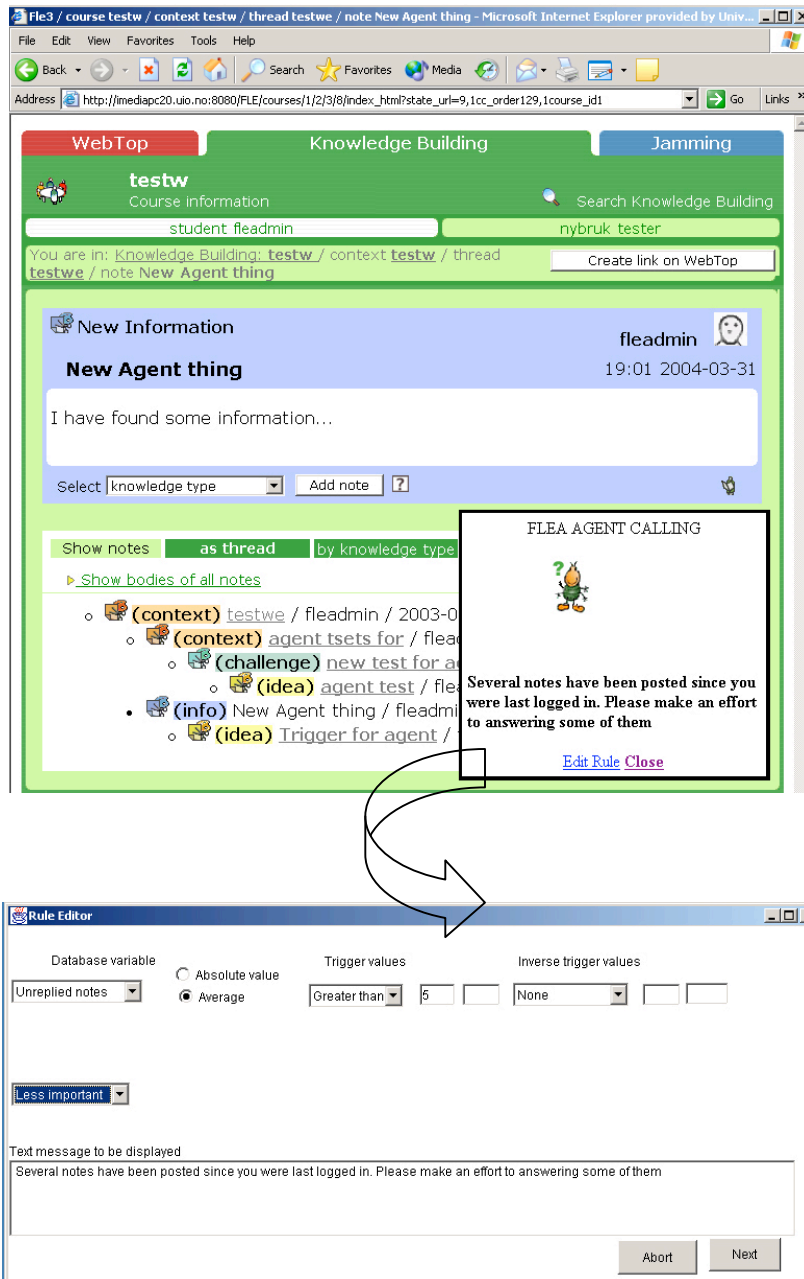 Fle3 / course testw / context testw / thread testwe / note New Agent thing - Microsoft Internet Explorer provided by Univ...
File Edit View Favorites Tools Help
Back Search Favorites Media
Address http://imediapc20.uio.no:8080/FLE/courses/1/2/3/8/index_html?state_url=9,1cc_order129,1course_id1 Go Links »
WebTop Knowledge Building Jamming
testw
Course information Search Knowledge Building
student fleadmin nybruk tester
You are in: Knowledge Building: testw / context testw / thread
testwe / note New Agent thing
Create link on WebTop
New Information
fleadmin
New Agent thing 19:01 2004-03-31
I have found some information...
Select knowledge type Add note ?
Show notes as thread by knowledge type
Show bodies of all notes
(context) testwe / fleadmin / 2003-0
(context) agent tsets for / flea
(challenge) new test for a
(idea) agent test / fle
(info) New Agent thing / fleadmi
(idea) Trigger for agent /
FLEA AGENT CALLING
?
Several notes have been posted since you
were last logged in. Please make an effort
to answering some of them
Edit Rule Close
Rule Editor
Database variable Trigger values Inverse trigger values
Absolute value
Unreplied notes Average Greater than 5 None
Less important
Text message to be displayed
Several notes have been posted since you were last logged in. Please make an effort to answering some of them
Abort Next